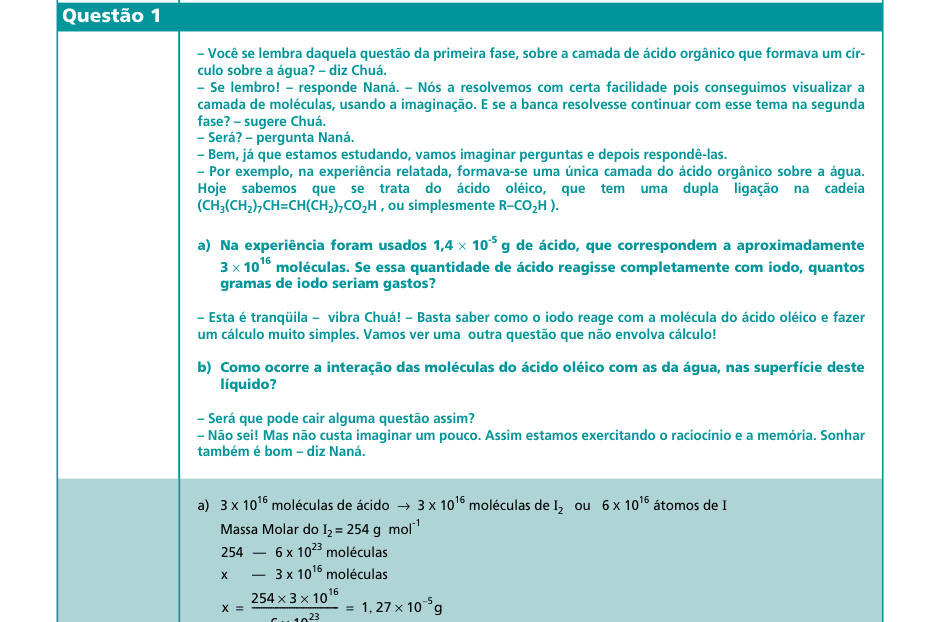 Questão 1
– Você se lembra daquela questão da primeira fase, sobre a camada de ácido orgânico que formava um cír-
culo sobre a água? – diz Chuá.
– Se lembro! – responde Naná. – Nós a resolvemos com certa facilidade pois conseguimos visualizar a
camada de moléculas, usando a imaginação. E se a banca resolvesse continuar com esse tema na segunda
fase? – sugere Chuá.
– Será? – pergunta Naná.
– Bem, já que estamos estudando, vamos imaginar perguntas e depois respondê-las.
– Por exemplo, na experiência relatada, formava-se uma única camada do ácido orgânico sobre a água.
Hoje sabemos que se trata do ácido oléico, que tem uma dupla ligação na cadeia
(CH₃(CH₂)₇CH=CH(CH₂)₇CO₂H , ou simplesmente R–CO₂H ).
a) Na experiência foram usados 1,4 × 10⁻⁵ g de ácido, que correspondem a aproximadamente
3 × 10¹⁶ moléculas. Se essa quantidade de ácido reagisse completamente com iodo, quantos
gramas de iodo seriam gastos?
– Esta é tranqüila – vibra Chuá! – Basta saber como o iodo reage com a molécula do ácido oléico e fazer
um cálculo muito simples. Vamos ver uma outra questão que não envolva cálculo!
b) Como ocorre a interação das moléculas do ácido oléico com as da água, nas superfície deste
líquido?
– Será que pode cair alguma questão assim?
– Não sei! Mas não custa imaginar um pouco. Assim estamos exercitando o raciocínio e a memória. Sonhar
também é bom – diz Naná.
a) 3 x 10¹⁶ moléculas de ácido → 3 x 10¹⁶ moléculas de I₂ ou 6 x 10¹⁶ átomos de I
Massa Molar do I₂ = 254 g mol⁻¹
254 — 6 x 10²³ moléculas
x — 3 x 10¹⁶ moléculas
254 × 3 × 10¹⁶
x = = 1, 27 × 10⁻⁵g
6 × 10²³